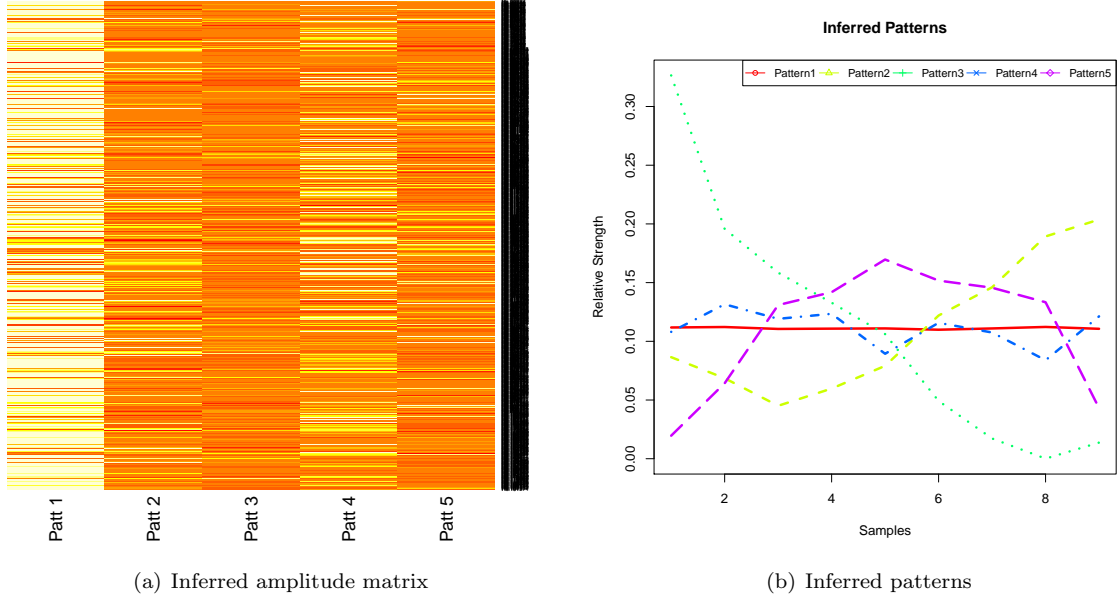 Patt 1
Patt 2
Patt 3
Patt 4
Patt 5
(a) Inferred amplitude matrix
Inferred Patterns
Pattern1 Pattern2 Pattern3 Pattern4 Pattern5
Relative Strength
0.30
0.25
0.20
0.15
0.10
0.05
0.00
2 4 6 8
Samples
(b) Inferred patterns